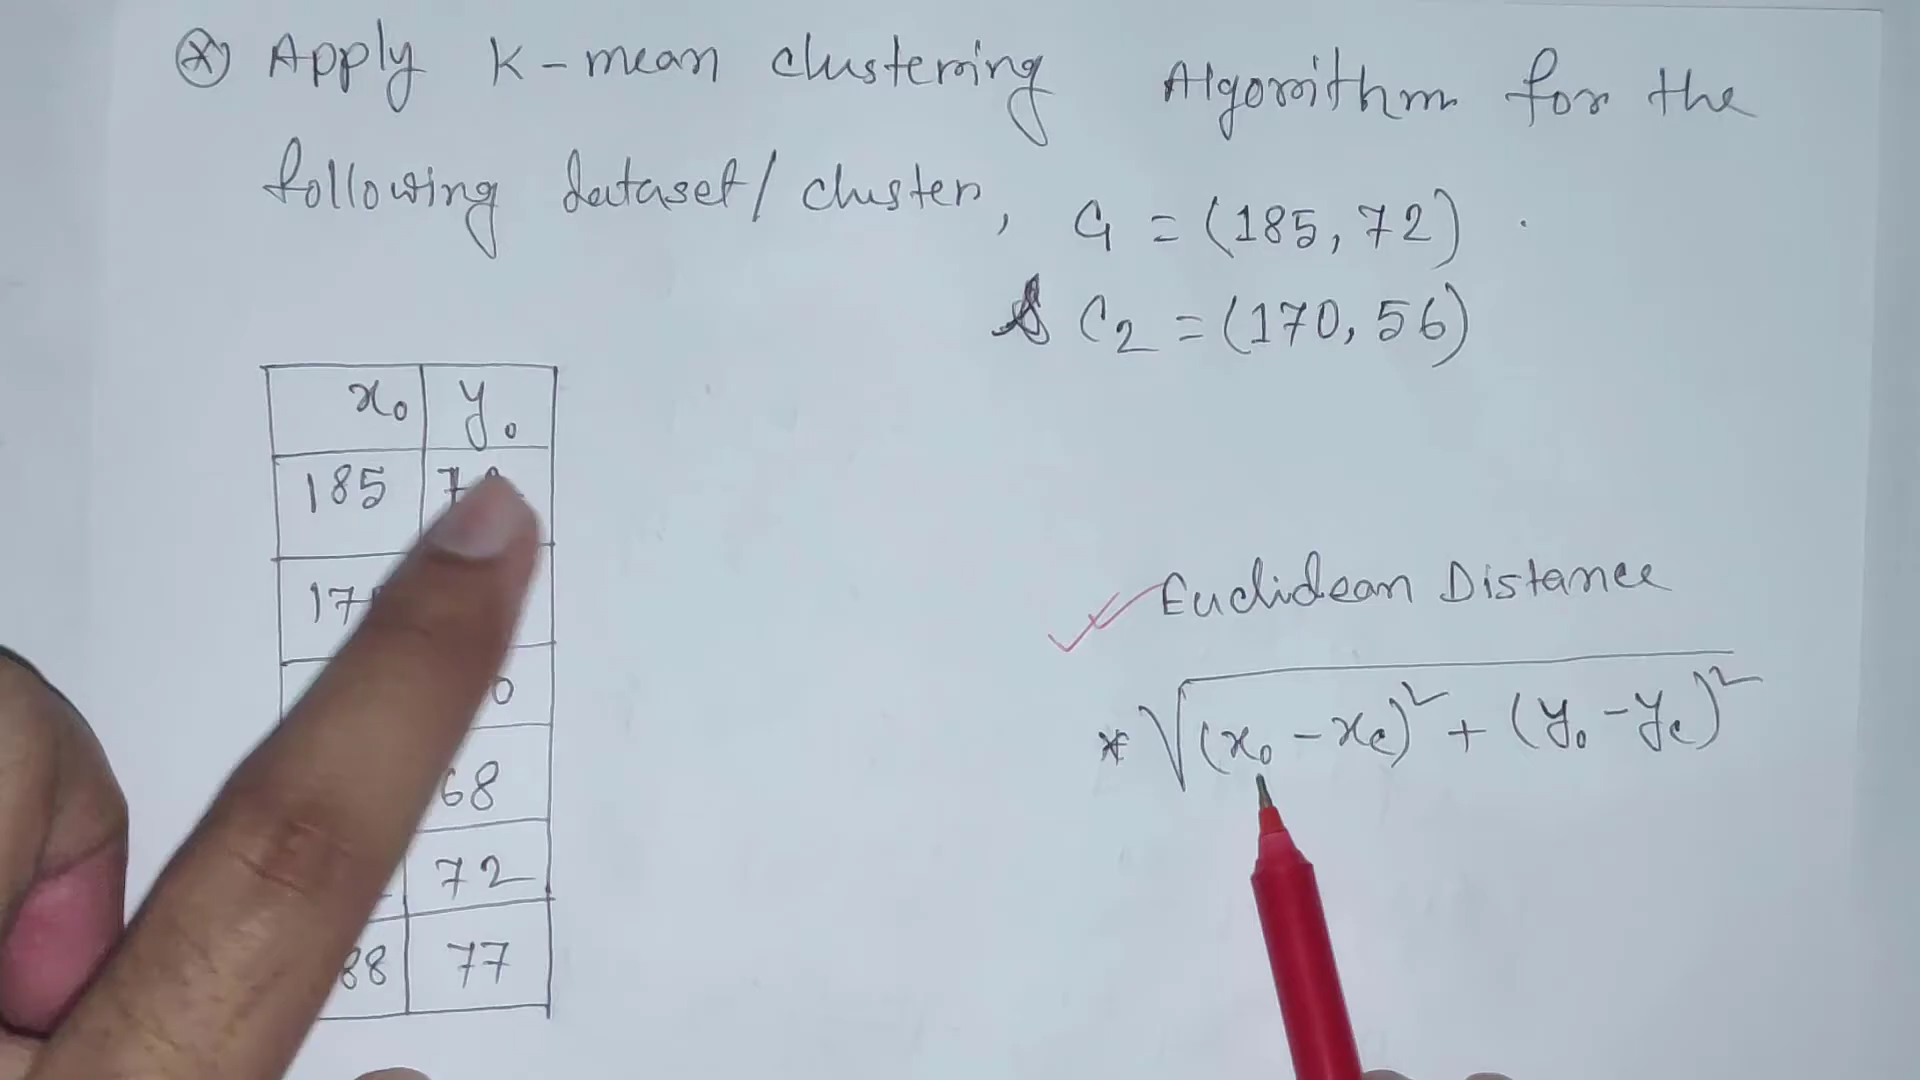 Apply K-mean clustering Algorithm for the
following dataset/cluster, C1 = (185, 72)
& C2 = (170, 56)
x0 y0
185
68
72
88 77
Euclidean Distance
* √(x0 - xc)² + (y0 - yc)²